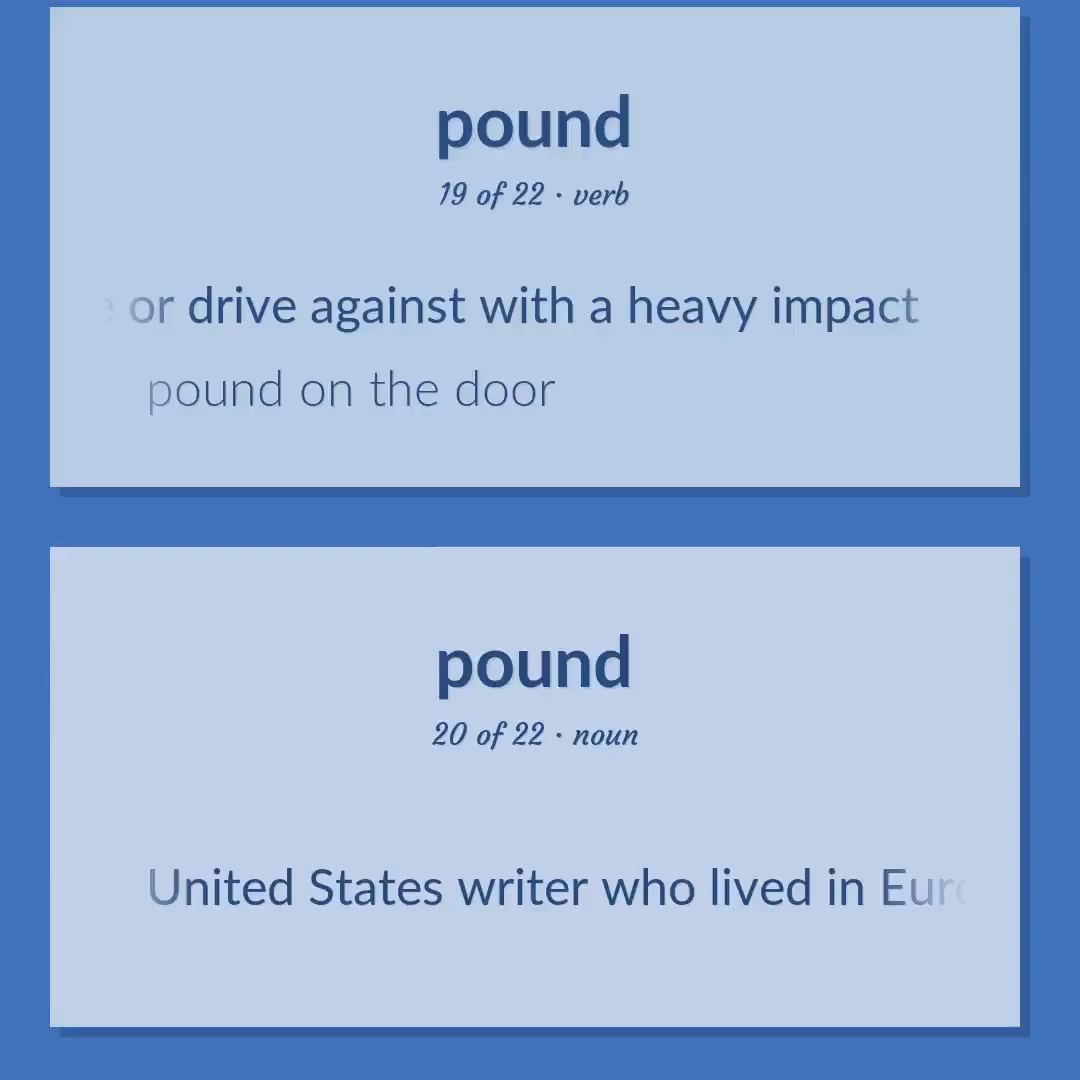 pound
19 of 22 · verb
or drive against with a heavy impact
pound on the door
pound
20 of 22 · noun
United States writer who lived in